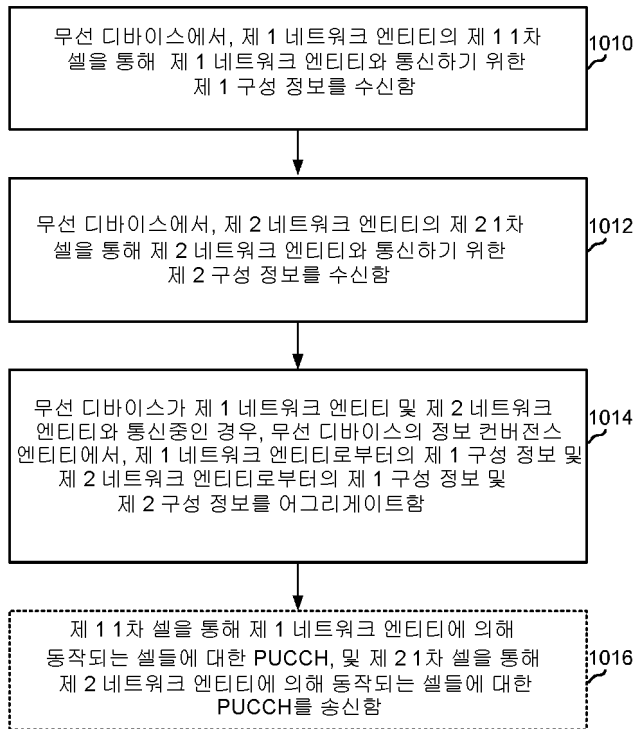 무선 디바이스에서, 제 1 네트워크 엔티티의 제 1 1차
셀을 통해 제 1 네트워크 엔티티와 통신하기 위한
제 1 구성 정보를 수신함
1010
무선 디바이스에서, 제 2 네트워크 엔티티의 제 2 1차
셀을 통해 제 2 네트워크 엔티티와 통신하기 위한
제 2 구성 정보를 수신함
1012
무선 디바이스가 제 1 네트워크 엔티티 및 제 2 네트워크
엔티티와 통신중인 경우, 무선 디바이스의 정보 컨버전스
엔티티에서, 제 1 네트워크 엔티티로부터의 제 1 구성 정보 및
제 2 네트워크 엔티티로부터의 제 1 구성 정보 및
제 2 구성 정보를 어그리게이트함
1014
제 1 1차 셀을 통해 제 1 네트워크 엔티티에 의해
동작되는 셀들에 대한 PUCCH, 및 제 2 1차 셀을 통해
제 2 네트워크 엔티티에 의해 동작되는 셀들에 대한
PUCCH를 송신함
1016